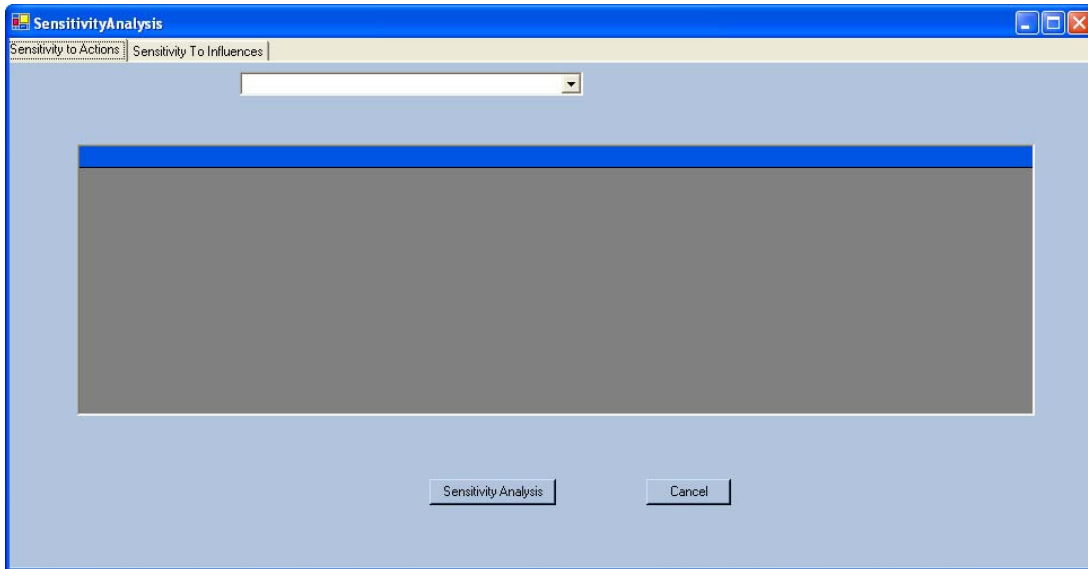 SensitivityAnalysis
Sensitivity to Actions Sensitivity To Influences
Sensitivity Analysis Cancel